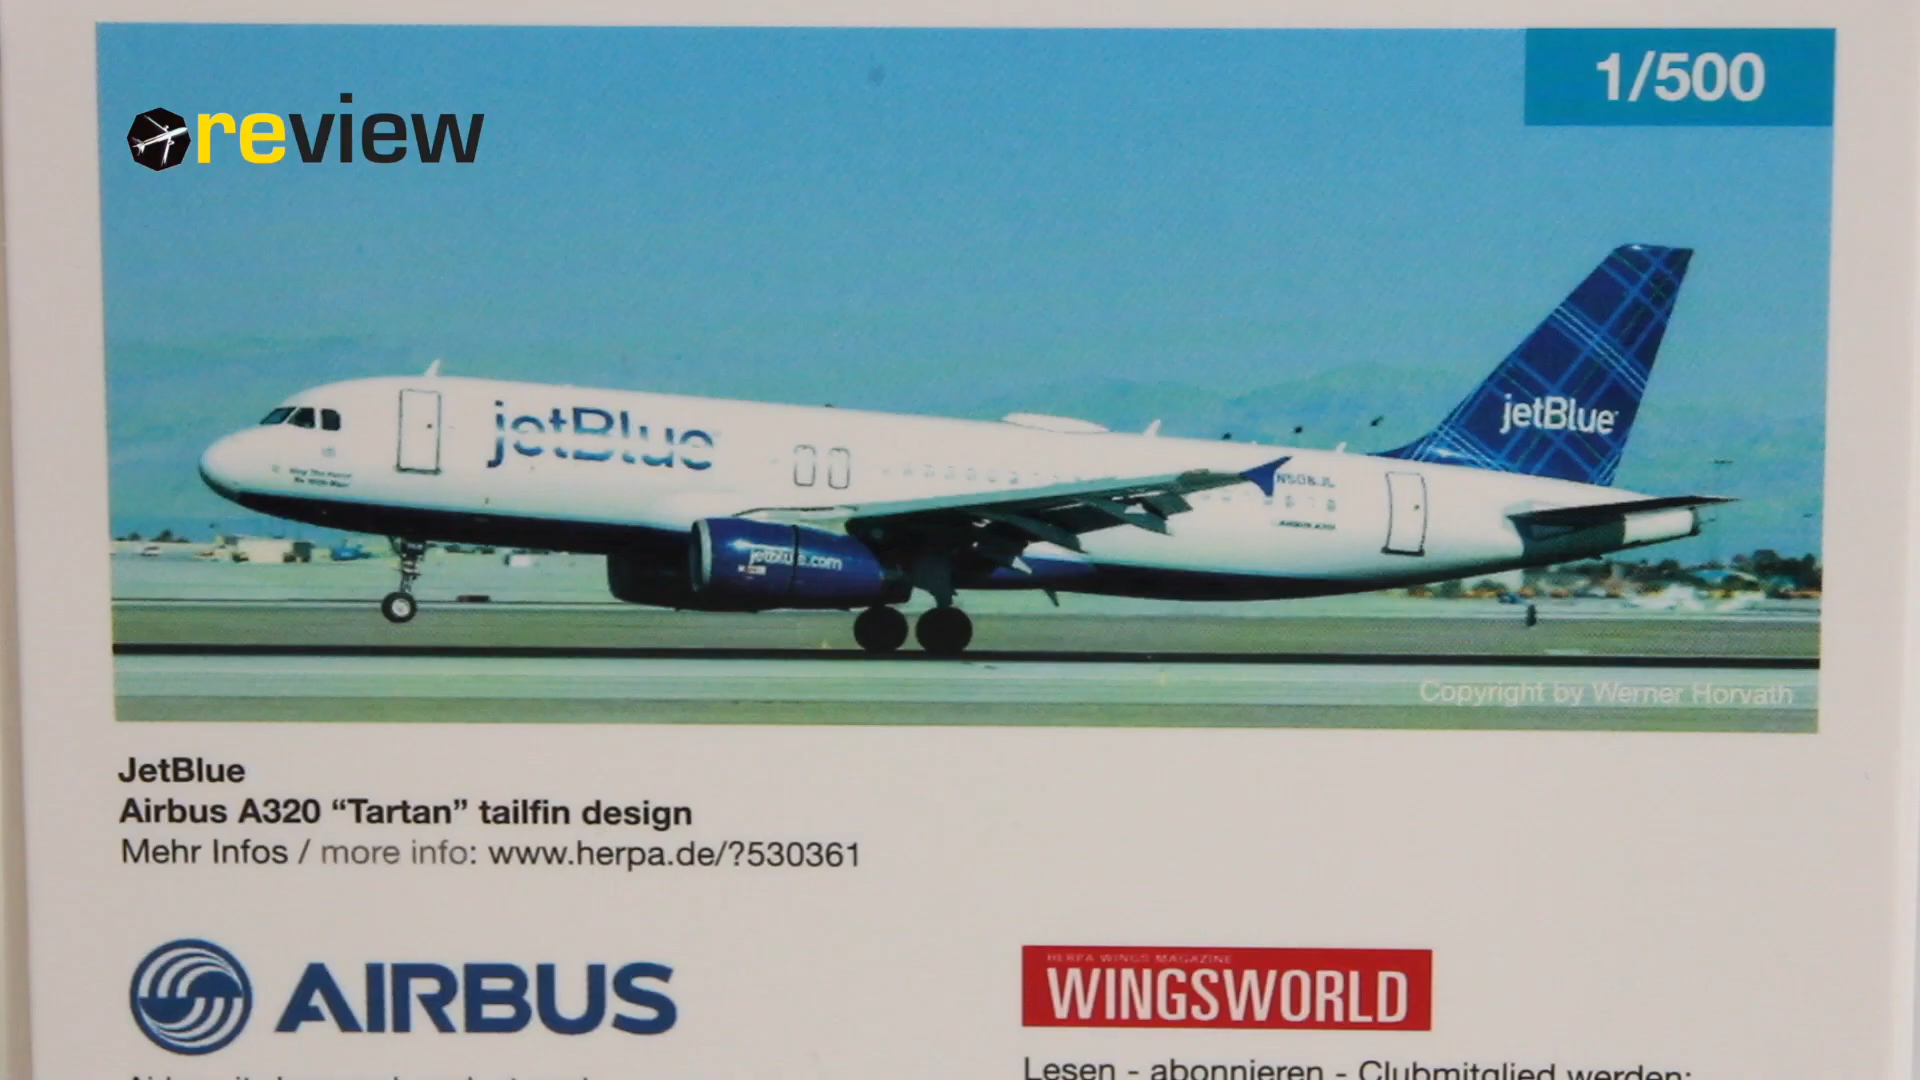 1/500
review
jetBlue
jetBlue
N508JL
jetblue.com
Copyright by Werner Horvath
JetBlue
Airbus A320 “Tartan” tailfin design
Mehr Infos / more info: www.herpa.de/?530361
AIRBUS
HERPA WINGS MAGAZINE
WINGSWORLD
Lesen - abonnieren - Clubmitglied werden: